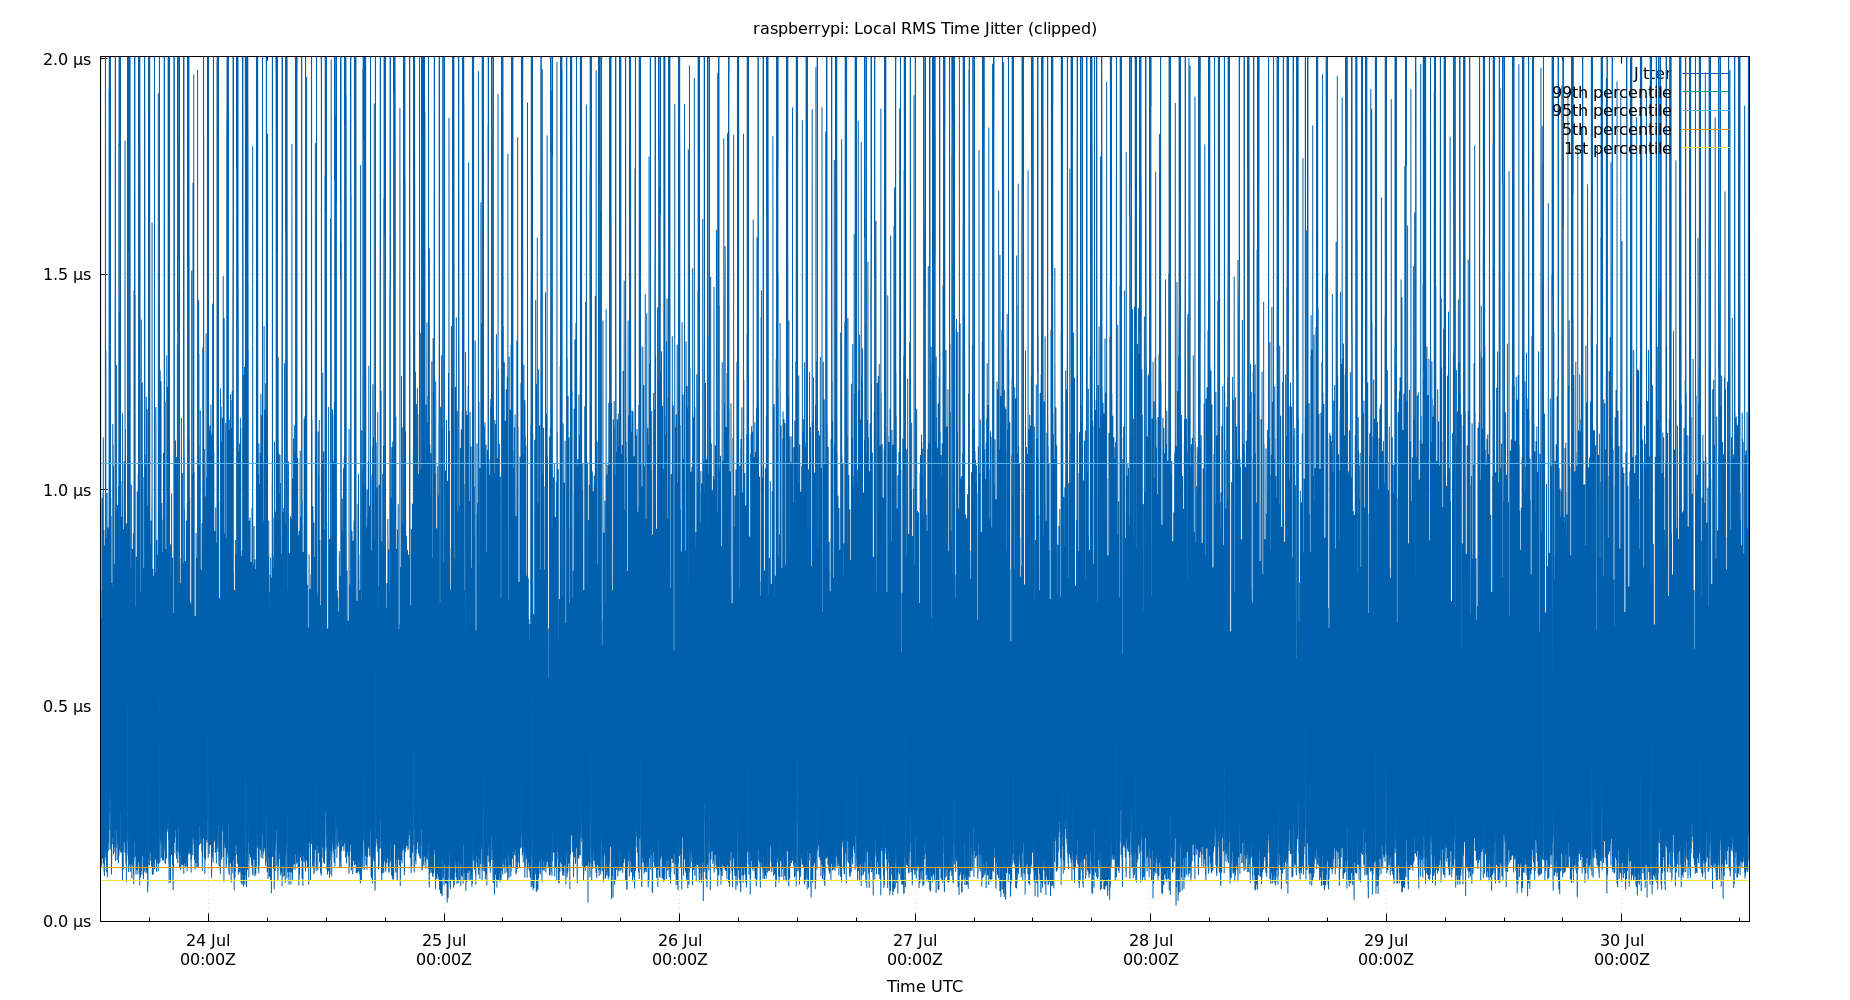 raspberrypi: Local RMS Time Jitter (clipped)
2.0 µs
Jitter
99th percentile
95th percentile
5th percentile
1st percentile
1.5 µs
1.0 µs
0.5 µs
0.0 µs
24 Jul 25 Jul 26 Jul 27 Jul 28 Jul 29 Jul 30 Jul
00:00Z 00:00Z 00:00Z 00:00Z 00:00Z 00:00Z 00:00Z
Time UTC